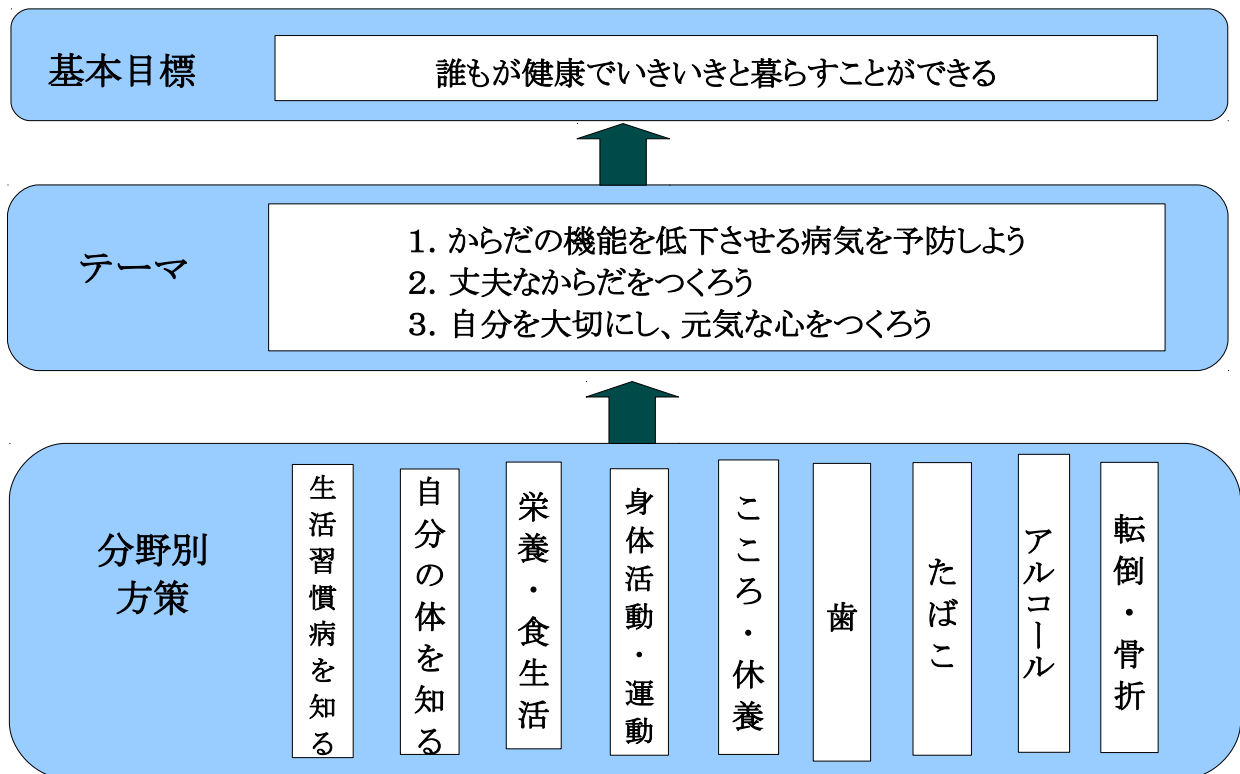 基本目標
誰もが健康でいきいきと暮らすことができる
テーマ
1. からだの機能を低下させる病気を予防しよう
2. 丈夫なからだをつくろう
3. 自分を大切にし、元気な心をつくろう
分野別
方策
生活習慣病を知る
自分の体を知る
栄養・食生活
身体活動・運動
こころ・休養
歯
たばこ
アルコール
転倒・骨折